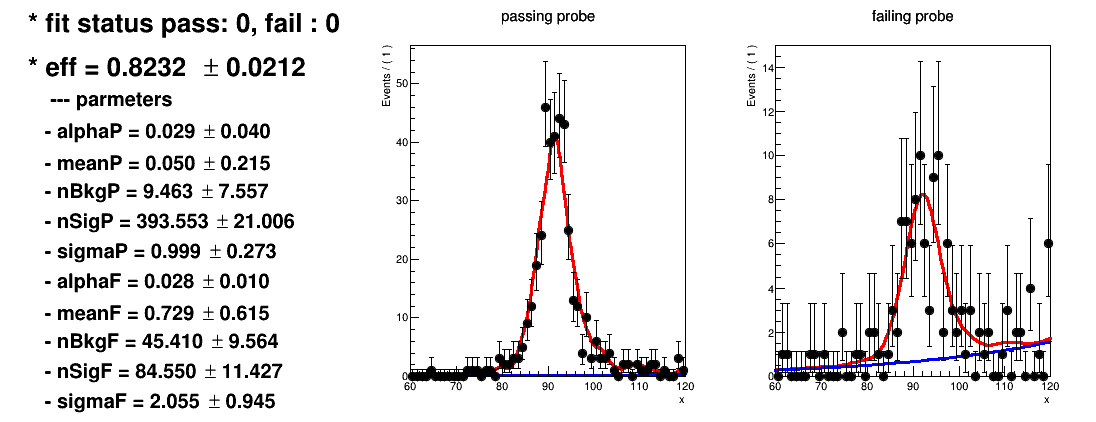 * fit status pass: 0, fail : 0
* eff = 0.8232 ± 0.0212
--- parmeters
- alphaP = 0.029 ± 0.040
- meanP = 0.050 ± 0.215
- nBkgP = 9.463 ± 7.557
- nSigP = 393.553 ± 21.006
- sigmaP = 0.999 ± 0.273
- alphaF = 0.028 ± 0.010
- meanF = 0.729 ± 0.615
- nBkgF = 45.410 ± 9.564
- nSigF = 84.550 ± 11.427
- sigmaF = 2.055 ± 0.945
passing probe
Events / ( 1 )
50
40
30
20
10
0
60 70 80 90 100 110 120
x
failing probe
Events / ( 1 )
14
12
10
8
6
4
2
0
60 70 80 90 100 110 120
x